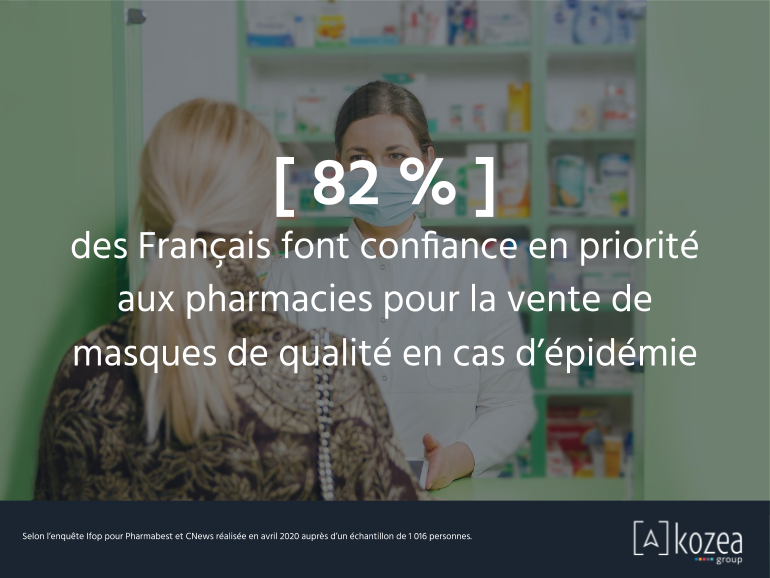 [ 82 % ]
des Français font confiance en priorité
aux pharmacies pour la vente de
masques de qualité en cas d’épidémie
Selon l’enquête Ifop pour Pharmabest et CNews réalisée en avril 2020 auprès d’un échantillon de 1 016 personnes.
[A] kozea
group